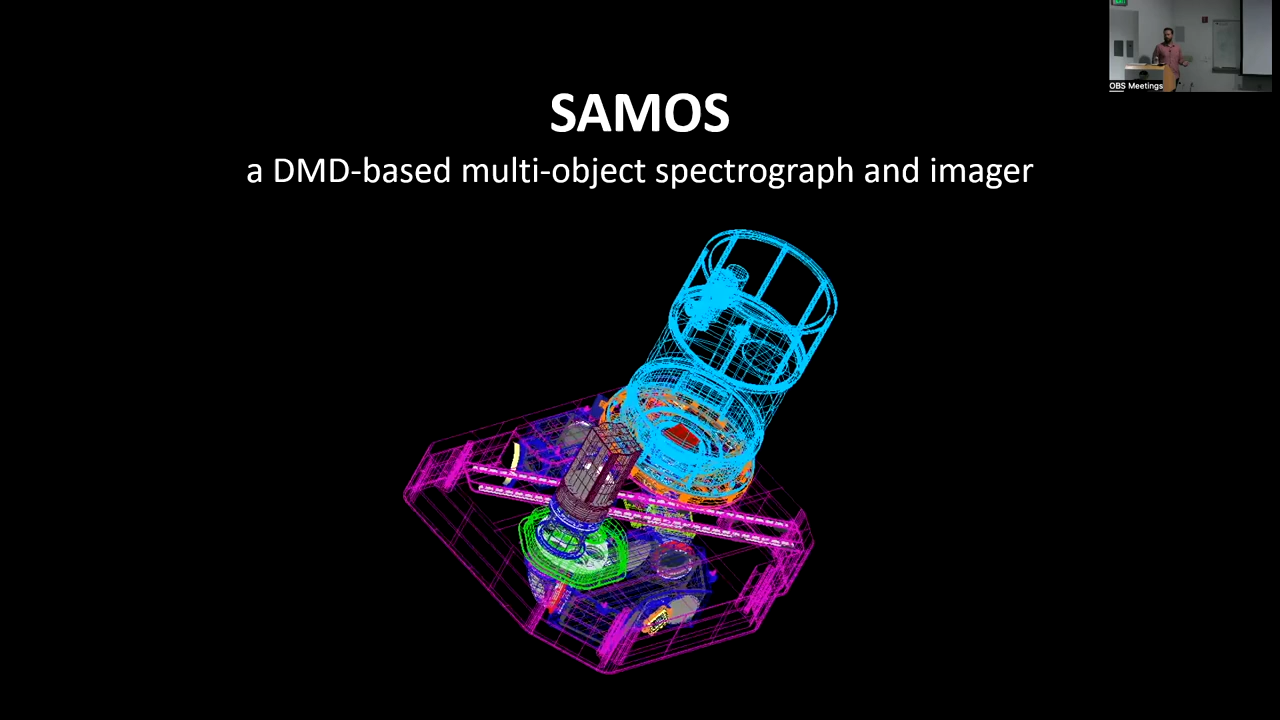 SAMOS
a DMD-based multi-object spectrograph and imager
OBS Meetings